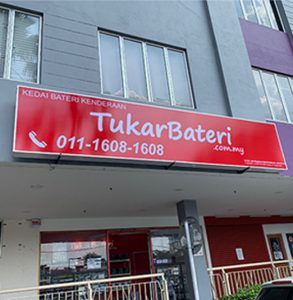 KEDAI BATERI KENDERAAN
TukarBateri
.com.my
011-1608-1608